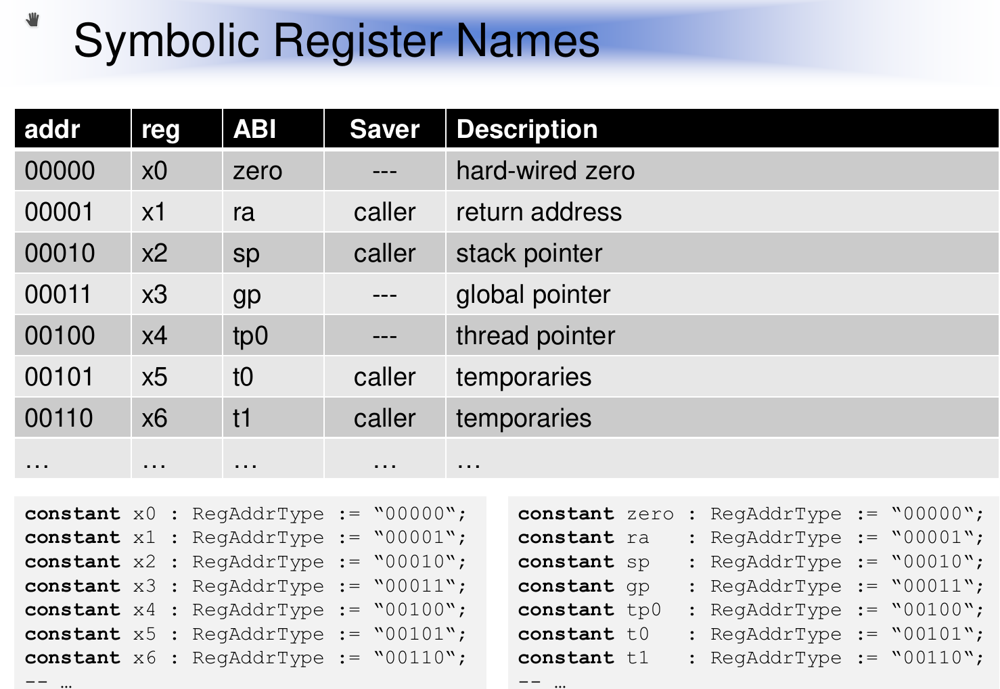 Symbolic Register Names
addr reg ABI Saver Description
00000 x0 zero --- hard-wired zero
00001 x1 ra caller return address
00010 x2 sp caller stack pointer
00011 x3 gp --- global pointer
00100 x4 tp0 --- thread pointer
00101 x5 t0 caller temporaries
00110 x6 t1 caller temporaries
… … … … …
constant x0 : RegAddrType := “00000“;
constant x1 : RegAddrType := “00001“;
constant x2 : RegAddrType := “00010“;
constant x3 : RegAddrType := “00011“;
constant x4 : RegAddrType := “00100“;
constant x5 : RegAddrType := “00101“;
constant x6 : RegAddrType := “00110“;
-- …
constant zero : RegAddrType := “00000“;
constant ra : RegAddrType := “00001“;
constant sp : RegAddrType := “00010“;
constant gp : RegAddrType := “00011“;
constant tp0 : RegAddrType := “00100“;
constant t0 : RegAddrType := “00101“;
constant t1 : RegAddrType := “00110“;
-- …